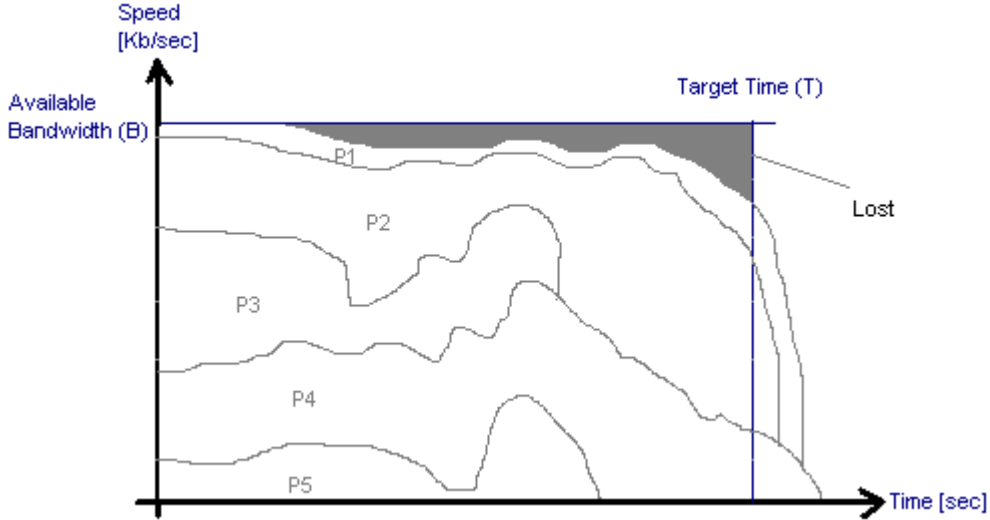 Speed
[Kb/sec]
Target Time (T)
Available
Bandwidth (B)
P1
Lost
P2
P3
P4
P5
Time [sec]